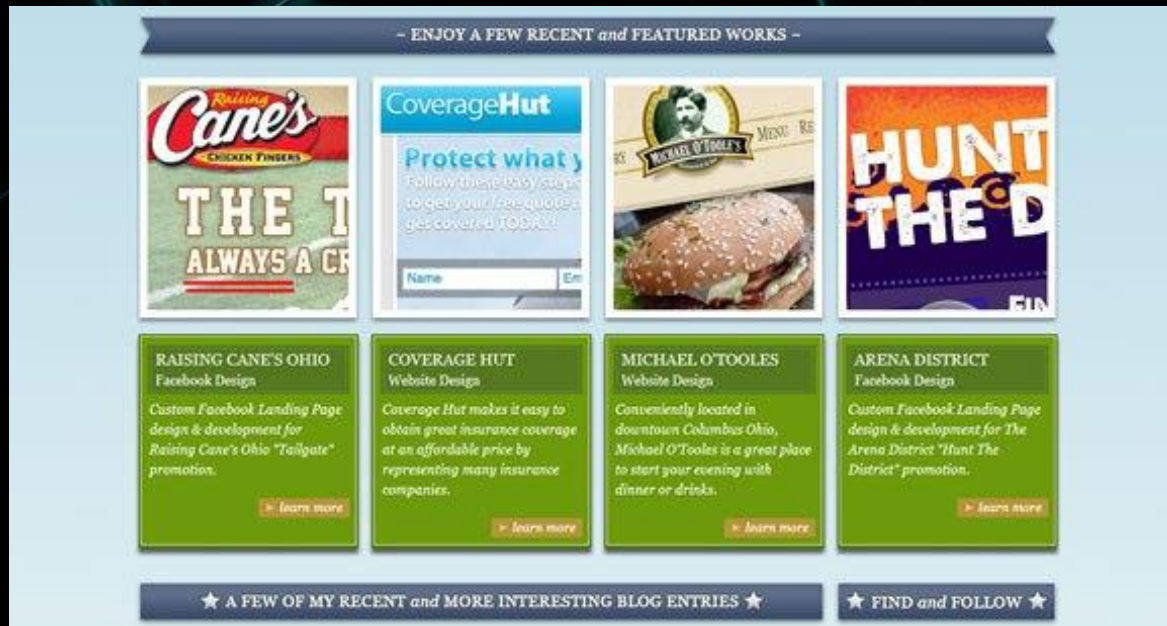 ~ ENJOY A FEW RECENT and FEATURED WORKS ~
Raising
Cane's
CHICKEN FINGERS
THE T
ALWAYS A CR
CoverageHut
Protect what y
Follow these easy steps
to get your free quote
get covered TODAY!
Name
Em
MENU
RE
MICHAEL O'TOOLE'S
HUNT
THE D
FIN
RAISING CANE'S OHIO
Facebook Design
Custom Facebook Landing Page
design & development for
Raising Cane's Ohio "Tailgate"
promotion.
► learn more
COVERAGE HUT
Website Design
Coverage Hut makes it easy to
obtain great insurance coverage
at an affordable price by
representing many insurance
companies.
► learn more
MICHAEL O'TOOLES
Website Design
Conveniently located in
downtown Columbus Ohio,
Michael O'Tooles is a great place
to start your evening with
dinner or drinks.
► learn more
ARENA DISTRICT
Facebook Design
Custom Facebook Landing Page
design & development for The
Arena District "Hunt The
District" promotion.
► learn more
★ A FEW OF MY RECENT and MORE INTERESTING BLOG ENTRIES ★
★ FIND and FOLLOW ★